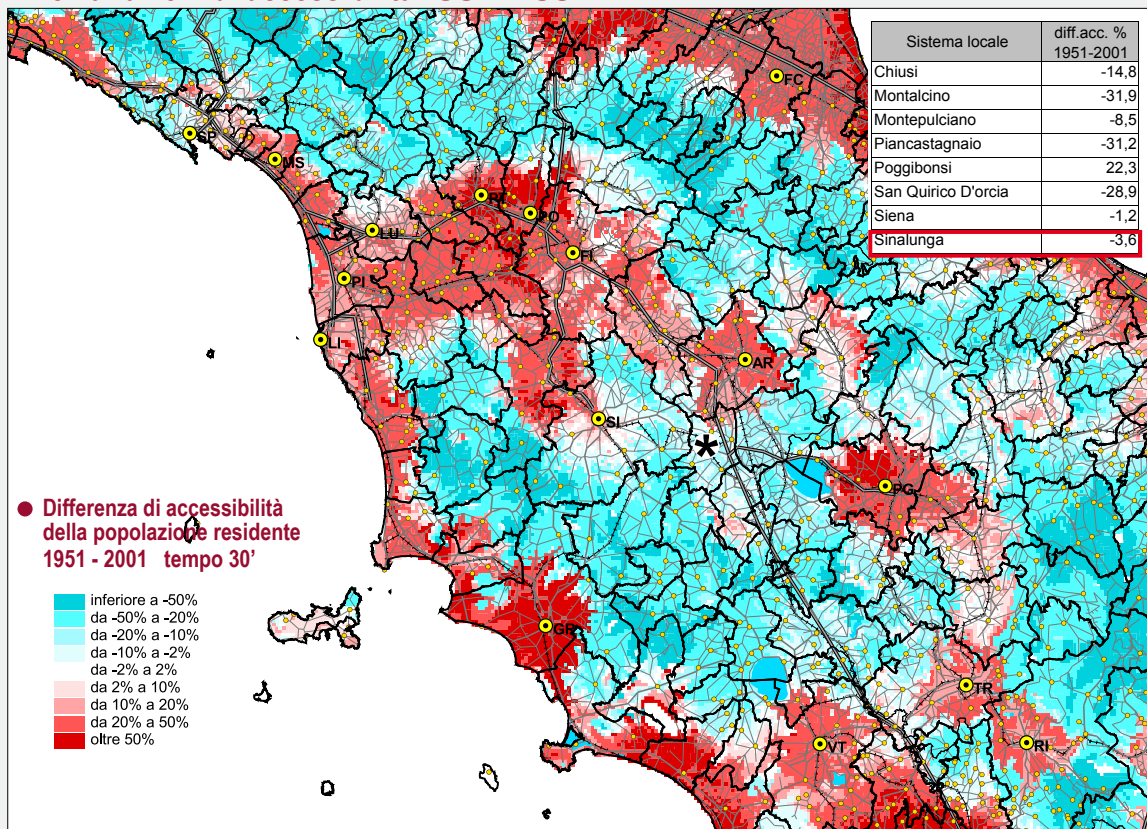 Sistema locale
diff.acc. %
1951-2001
Chiusi -14,8
Montalcino -31,9
Montepulciano -8,5
Piancastagnaio -31,2
Poggibonsi 22,3
San Quirico D'orcia -28,9
Siena -1,2
Sinalunga -3,6
FC
SP
MS
PT
PO
LU
FI
PI
LI
AR
SI
*
PG
GR
TR
VT
RI
● Differenza di accessibilità
della popolazione residente
1951 - 2001 tempo 30'
inferiore a -50%
da -50% a -20%
da -20% a -10%
da -10% a -2%
da -2% a 2%
da 2% a 10%
da 10% a 20%
da 20% a 50%
oltre 50%